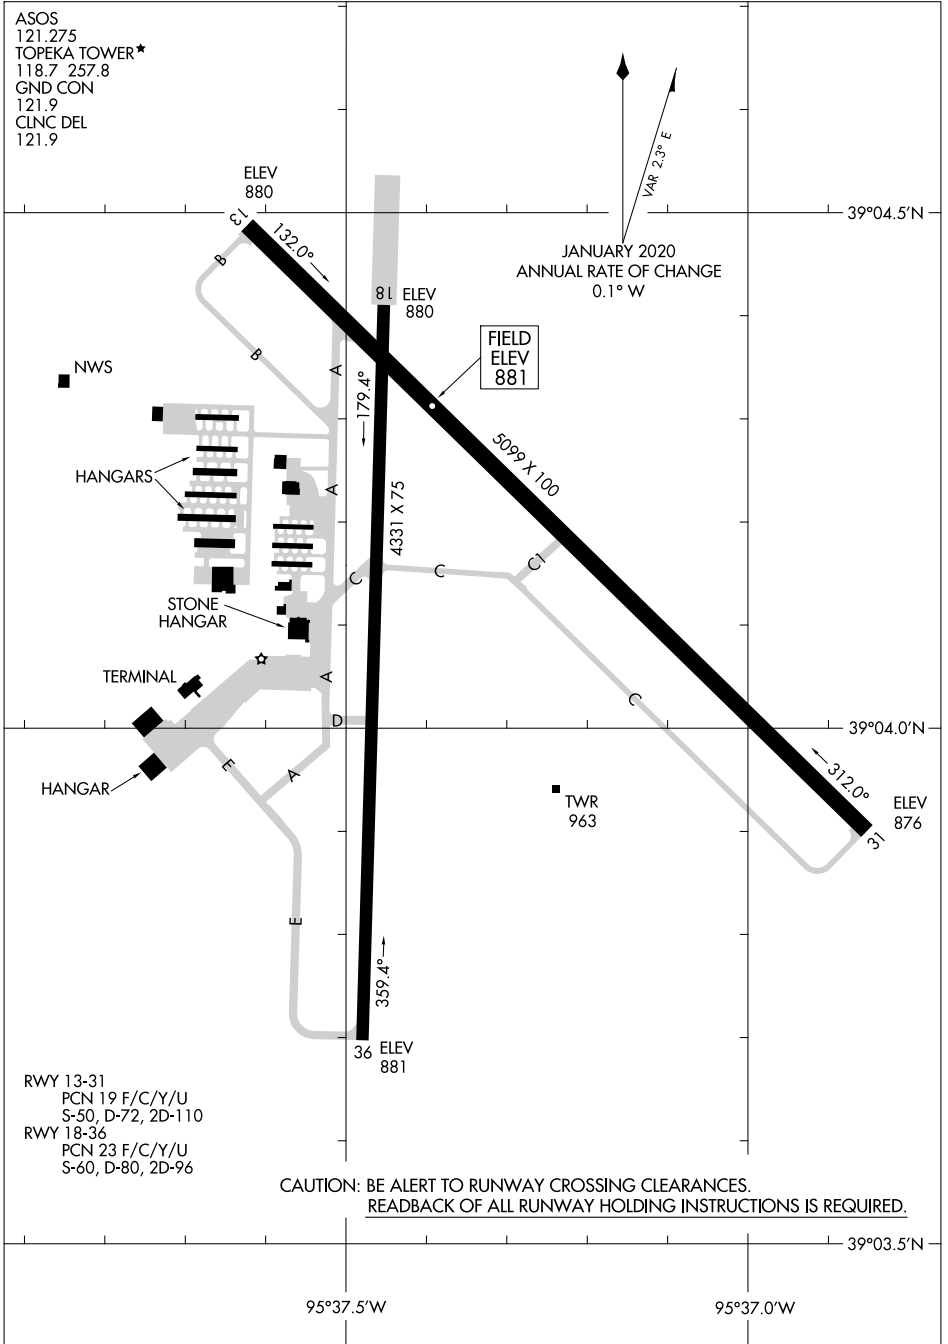 ASOS
121.275
TOPEKA TOWER★
118.7 257.8
GND CON
121.9
CLNC DEL
121.9
VAR 2.3° E
JANUARY 2020
ANNUAL RATE OF CHANGE
0.1° W
39°04.5'N
ELEV
880
13
132.0°
B
B
18
ELEV
880
FIELD
ELEV
881
A
179.4°
NWS
HANGARS
A
4331 X 75
5099 X 100
C
C
C1
STONE
HANGAR
TERMINAL
A
D
C
39°04.0'N
HANGAR
E
A
TWR
963
312.0°
ELEV
876
31
E
359.4°
36
ELEV
881
RWY 13-31
PCN 19 F/C/Y/U
S-50, D-72, 2D-110
RWY 18-36
PCN 23 F/C/Y/U
S-60, D-80, 2D-96
CAUTION: BE ALERT TO RUNWAY CROSSING CLEARANCES.
READBACK OF ALL RUNWAY HOLDING INSTRUCTIONS IS REQUIRED.
39°03.5'N
95°37.5'W
95°37.0'W